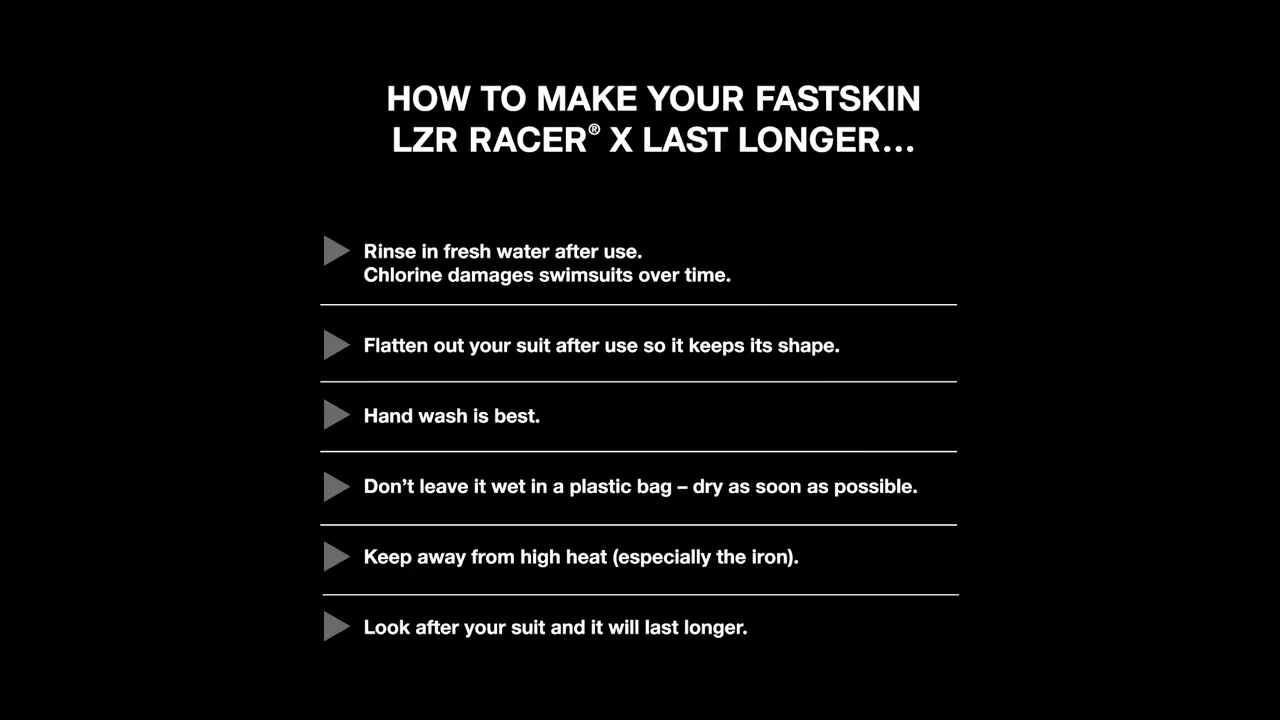 HOW TO MAKE YOUR FASTSKIN
LZR RACER® X LAST LONGER...
Rinse in fresh water after use.
Chlorine damages swimsuits over time.
Flatten out your suit after use so it keeps its shape.
Hand wash is best.
Don’t leave it wet in a plastic bag – dry as soon as possible.
Keep away from high heat (especially the iron).
Look after your suit and it will last longer.